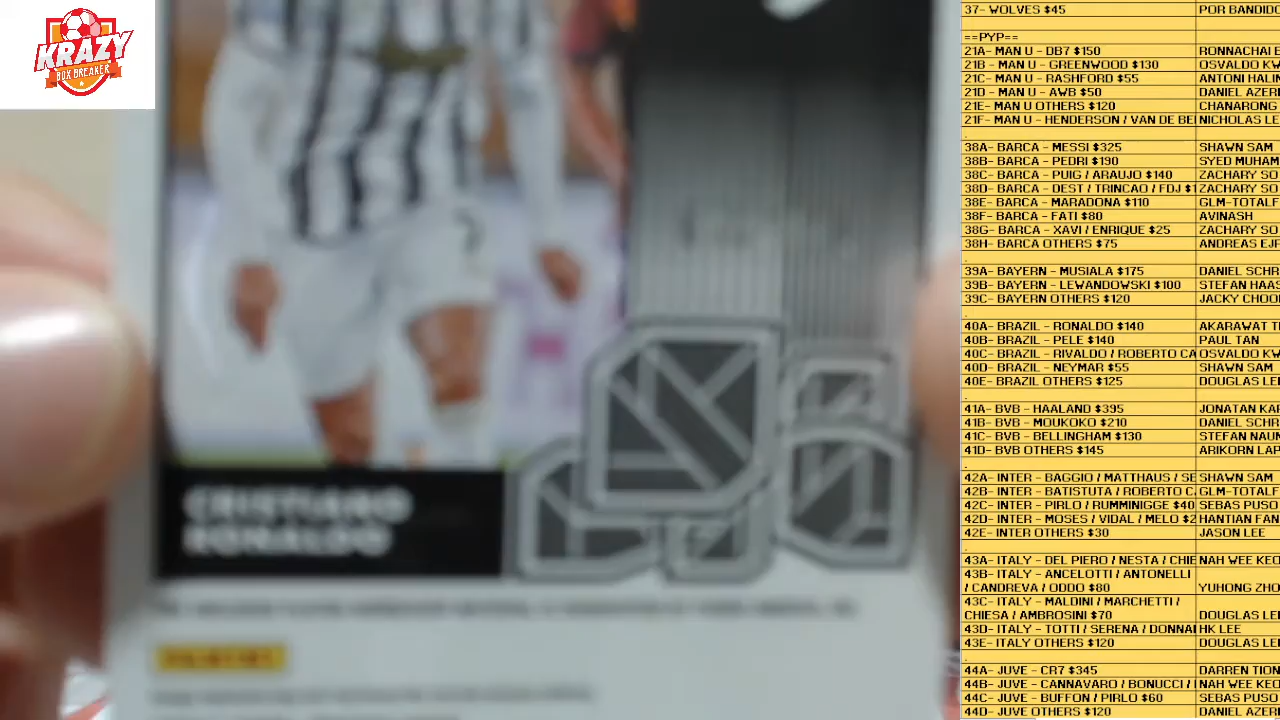 KRAZY
BOX BREAKER
CRISTIANO
RONALDO
PANINI
7
37- WOLVES $45 POR BANDIDO
==PYP==
21A- MAN U - DB7 $150 RONNACHAI
21B - MAN U - GREENWOOD $130 OSVALDO KW
21C- MAN U - RASHFORD $55 ANTONI HALIN
21D - MAN U - AWB $50 DANIEL AZER
21E- MAN U OTHERS $120 CHANARONG
21F- MAN U - HENDERSON / VAN DE BE NICHOLAS LE
.
38A- BARCA - MESSI $325 SHAWN SAM
38B- BARCA - PEDRI $190 SYED MUHAM
38C- BARCA - PUIG / ARAUJO $140 ZACHARY SO
38D- BARCA - DEST / TRINCAO / FDJ $1 ZACHARY SO
38E- BARCA - MARADONA $110 GLM-TOTALF
38F- BARCA - FATI $80 AVINASH
38G- BARCA - XAVI / ENRIQUE $25 ZACHARY SO
38H- BARCA OTHERS $75 ANDREAS EJF
.
39A- BAYERN - MUSIALA $175 DANIEL SCHR
39B- BAYERN - LEWANDOWSKI $100 STEFAN HAAS
39C- BAYERN OTHERS $120 JACKY CHOO
.
40A- BRAZIL - RONALDO $140 AKARAWAT T
40B- BRAZIL - PELE $140 PAUL TAN
40C- BRAZIL - RIVALDO / ROBERTO CA OSVALDO KW
40D- BRAZIL - NEYMAR $55 SHAWN SAM
40E- BRAZIL OTHERS $125 DOUGLAS LE
.
41A- BVB - HAALAND $395 JONATAN KA
41B- BVB - MOUKOKO $210 DANIEL SCHR
41C- BVB - BELLINGHAM $130 STEFAN NAUN
41D- BVB OTHERS $145 ARIKORN LAP
.
42A- INTER - BAGGIO / MATTHAUS / SE SHAWN SAM
42B- INTER - BATISTUTA / ROBERTO C GLM-TOTALF
42C- INTER - PIRLO / RUMMINIGGE $40 SEBAS PUSO
42D- INTER - MOSES / VIDAL / MELO $2 HANTIAN FAN
42E- INTER OTHERS $30 JASON LEE
.
43A- ITALY - DEL PIERO / NESTA / CHIE NAH WEE KEO
43B- ITALY - ANCELOTTI / ANTONELLI
/ CANDREVA / ODDO $80 YUHONG ZHO
43C- ITALY - MALDINI / MARCHETTI /
CHIESA / AMBROSINI $70 DOUGLAS LE
43D- ITALY - TOTTI / SERENA / DONNA HK LEE
43E- ITALY OTHERS $120 DOUGLAS LE
.
44A- JUVE - CR7 $345 DARREN TION
44B- JUVE - CANNAVARO / BONUCCI / NAH WEE KEO
44C- JUVE - BUFFON / PIRLO $60 SEBAS PUSO
44D- JUVE OTHERS $120 DANIEL AZER